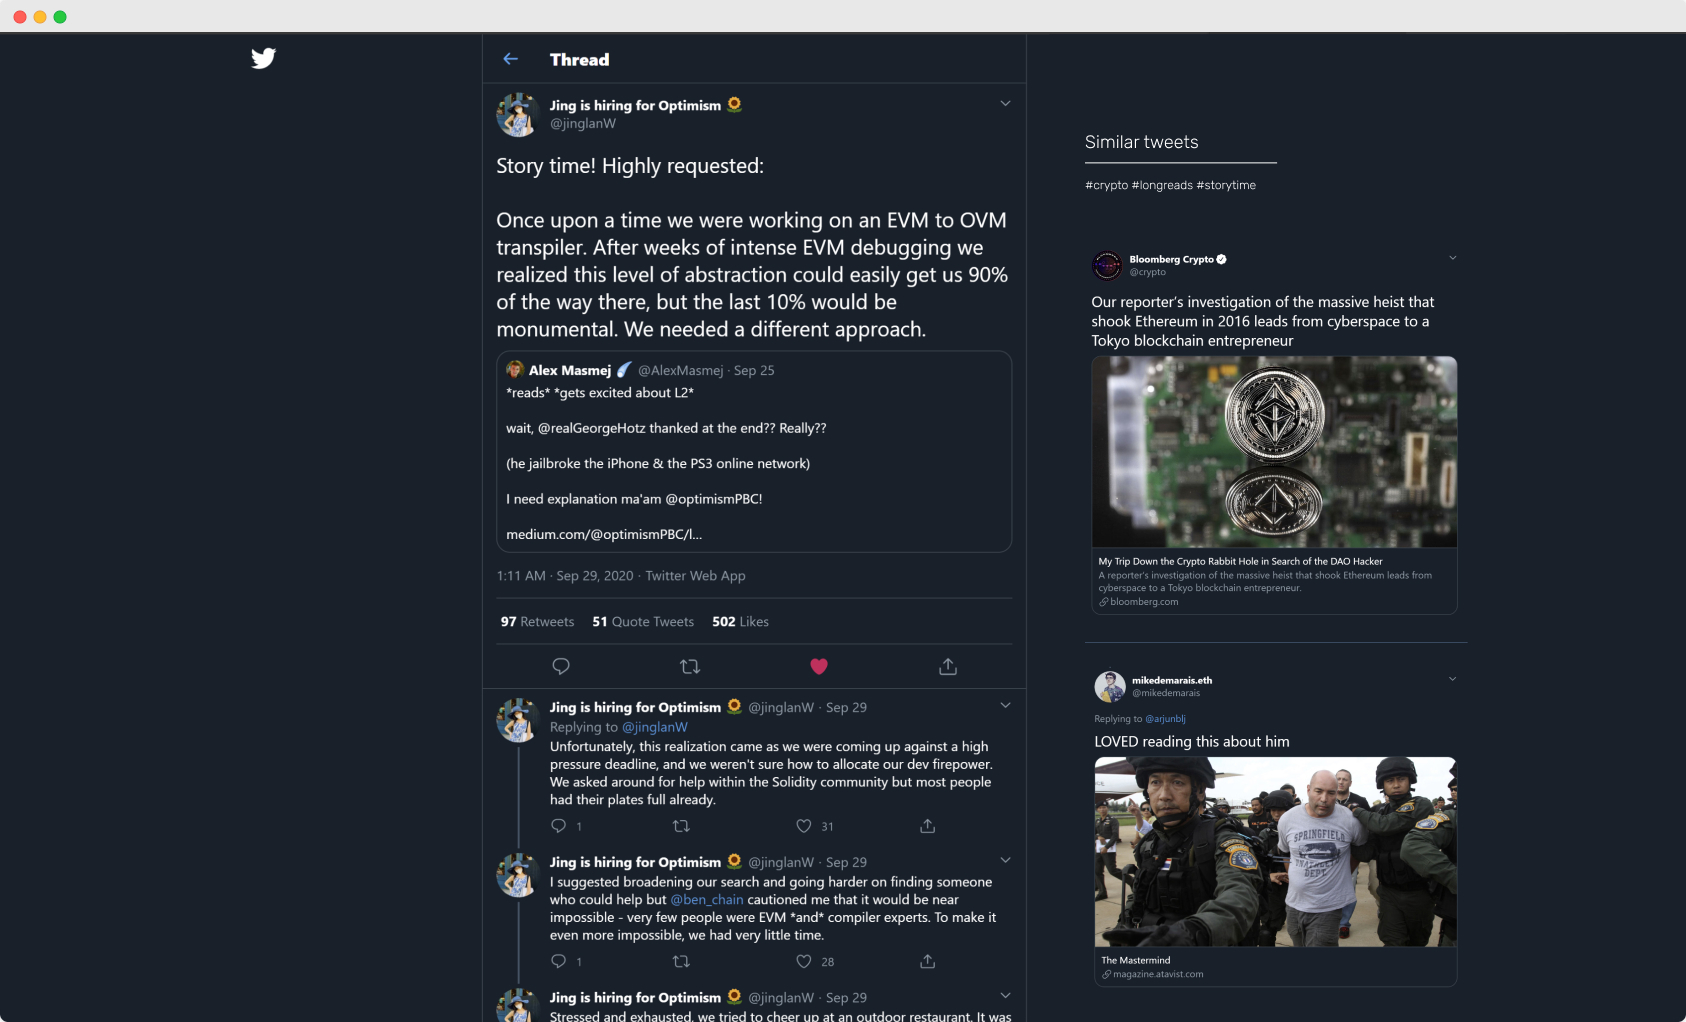 Thread
Jing is hiring for Optimism 🌻
@jinglanW
Story time! Highly requested:
Once upon a time we were working on an EVM to OVM
transpiler. After weeks of intense EVM debugging we
realized this level of abstraction could easily get us 90%
of the way there, but the last 10% would be
monumental. We needed a different approach.
Alex Masmej ☄️ @AlexMasmej · Sep 25
*reads* *gets excited about L2*
wait, @realGeorgeHotz thanked at the end?? Really??
(he jailbroke the iPhone & the PS3 online network)
I need explanation ma'am @optimismPBC!
medium.com/@optimismPBC/l...
1:11 AM · Sep 29, 2020 · Twitter Web App
97 Retweets 51 Quote Tweets 502 Likes
Jing is hiring for Optimism 🌻 @jinglanW · Sep 29
Replying to @jinglanW
Unfortunately, this realization came as we were coming up against a high
pressure deadline, and we weren't sure how to allocate our dev firepower.
We asked around for help within the Solidity community but most people
had their plates full already.
1 31
Jing is hiring for Optimism 🌻 @jinglanW · Sep 29
I suggested broadening our search and going harder on finding someone
who could help but @ben_chain cautioned me that it would be near
impossible - very few people were EVM *and* compiler experts. To make it
even more impossible, we had very little time.
1 28
Jing is hiring for Optimism 🌻 @jinglanW · Sep 29
Stressed and exhausted, we tried to cheer up at an outdoor restaurant. It was
Similar tweets
#crypto #longreads #storytime
Bloomberg Crypto
@crypto
Our reporter's investigation of the massive heist that
shook Ethereum in 2016 leads from cyberspace to a
Tokyo blockchain entrepreneur
My Trip Down the Crypto Rabbit Hole in Search of the DAO Hacker
A reporter's investigation of the massive heist that shook Ethereum leads from
cyberspace to a Tokyo blockchain entrepreneur.
bloomberg.com
mikedemarais.eth
@mikedemarais
Replying to @arjunblj
LOVED reading this about him
SPRINGFIELD
DEPT
The Mastermind
magazine.atavist.com